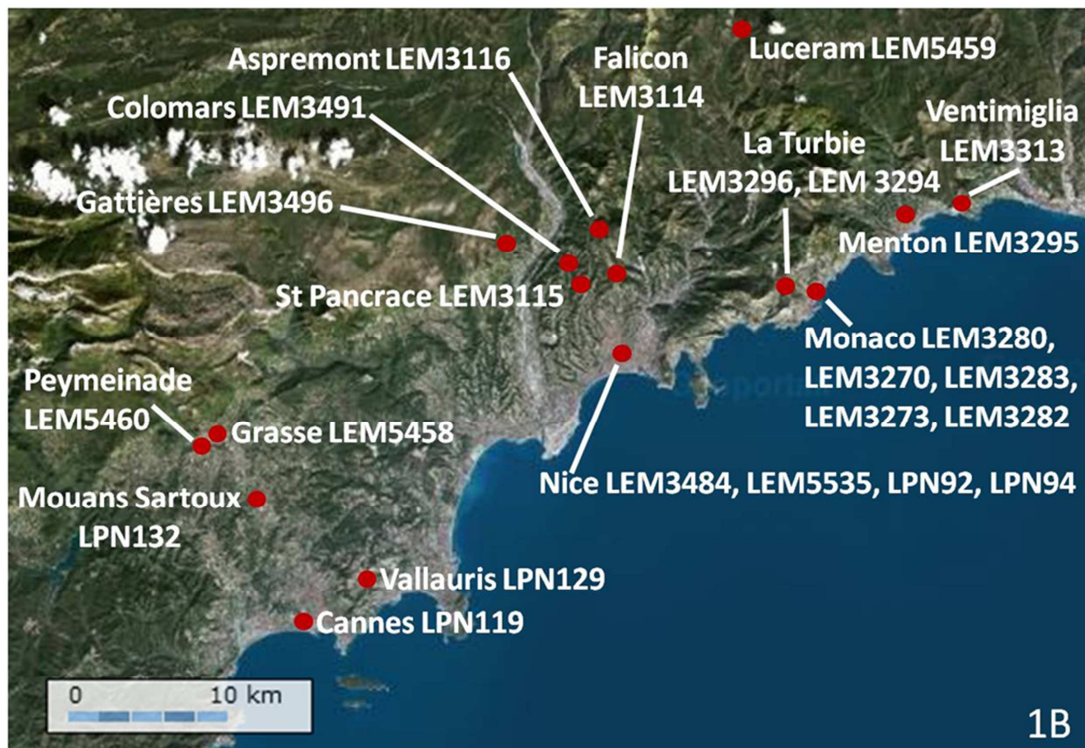 Luceram LEM5459
Aspremont LEM3116
Falicon
LEM3114
Colomars LEM3491
Ventimiglia
LEM3313
La Turbie
LEM3296, LEM 3294
Gattières LEM3496
Menton LEM3295
St Pancrace LEM3115
Monaco LEM3280,
LEM3270, LEM3283,
LEM3273, LEM3282
Peymeinade
LEM5460
Grasse LEM5458
Nice LEM3484, LEM5535, LPN92, LPN94
Mouans Sartoux
LPN132
Vallauris LPN129
Cannes LPN119
0 10 km
1B